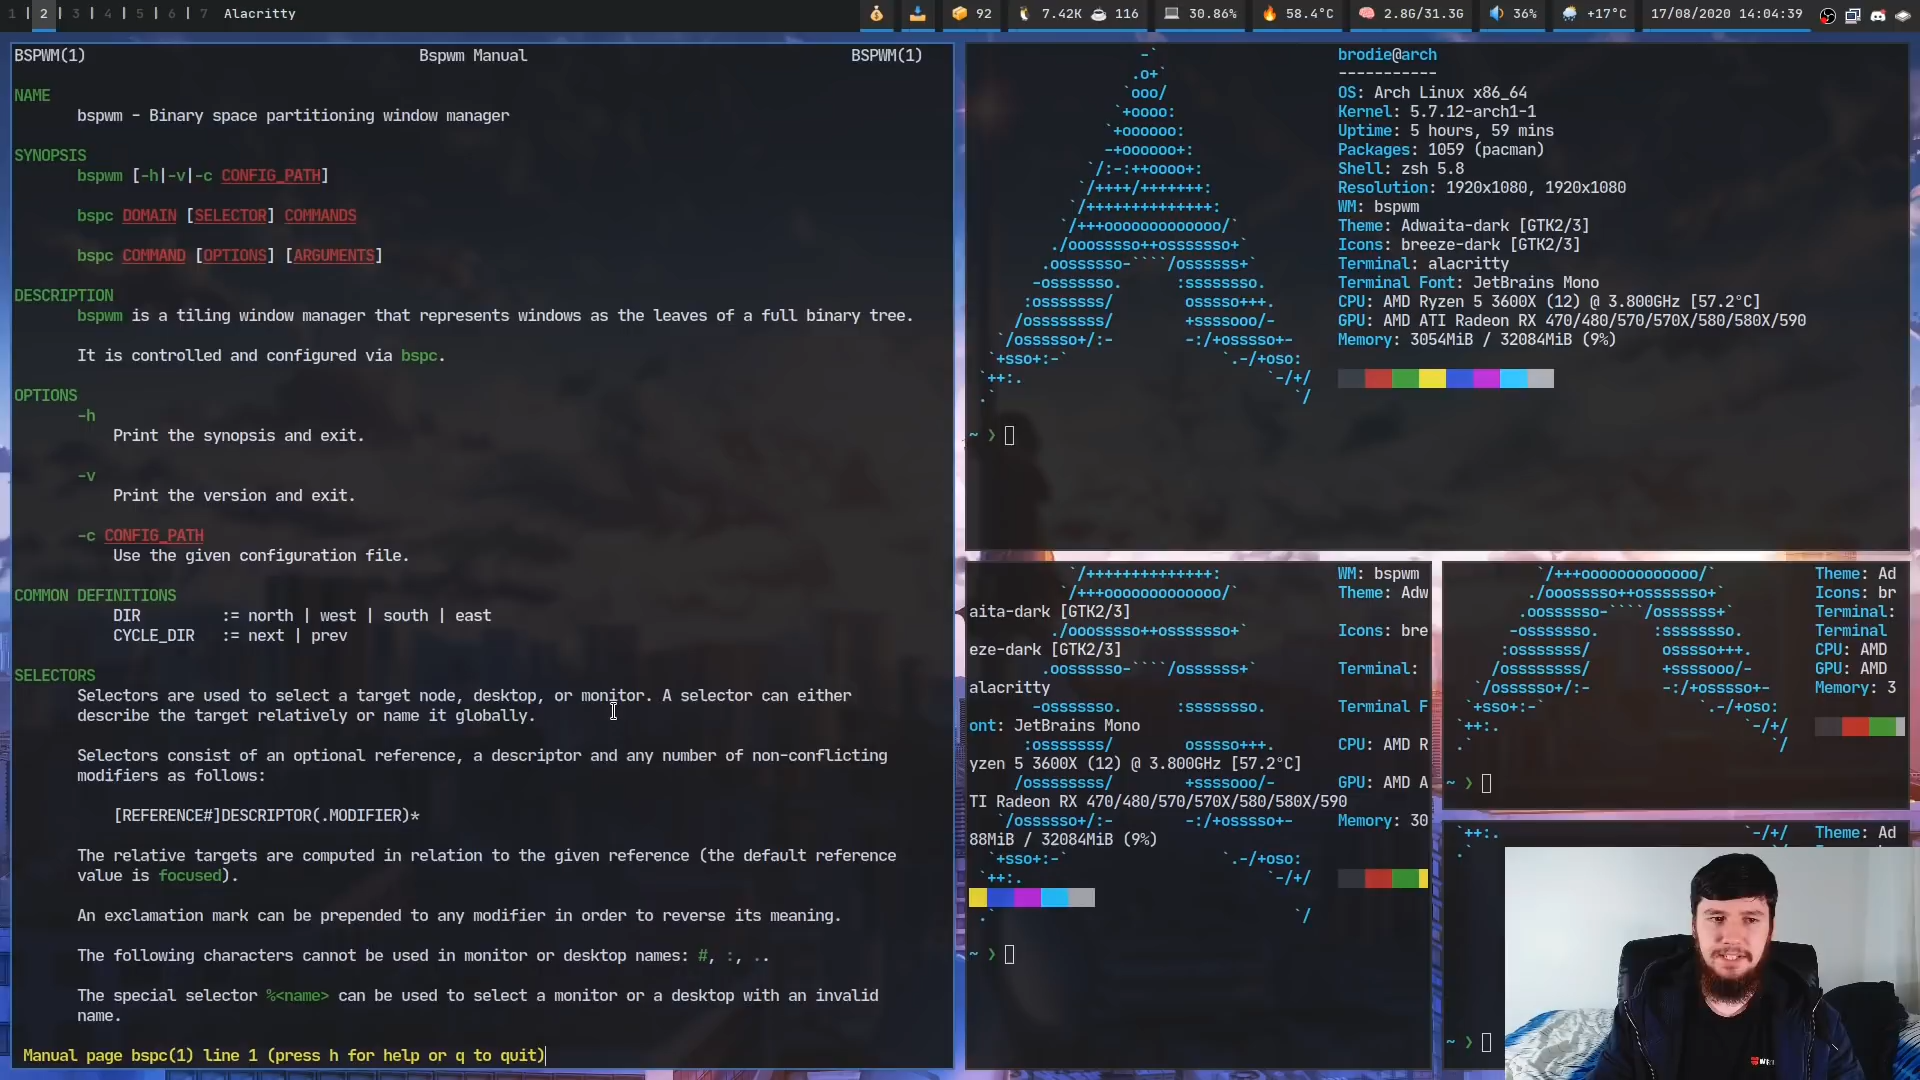 1 | 2 | 3 | 4 | 5 | 6 | 7 Alacritty
92 7.42K 116 30.86% 58.4°C 2.8G/31.3G 36% +17°C 17/08/2020 14:04:39
BSPWM(1) Bspwm Manual BSPWM(1)
NAME
bspwm - Binary space partitioning window manager
SYNOPSIS
bspwm [-h|-v|-c CONFIG_PATH]
bspc DOMAIN [SELECTOR] COMMANDS
bspc COMMAND [OPTIONS] [ARGUMENTS]
DESCRIPTION
bspwm is a tiling window manager that represents windows as the leaves of a full binary tree.
It is controlled and configured via bspc.
OPTIONS
-h
Print the synopsis and exit.
-v
Print the version and exit.
-c CONFIG_PATH
Use the given configuration file.
COMMON DEFINITIONS
DIR := north | west | south | east
CYCLE_DIR := next | prev
SELECTORS
Selectors are used to select a target node, desktop, or monitor. A selector can either
describe the target relatively or name it globally.
Selectors consist of an optional reference, a descriptor and any number of non-conflicting
modifiers as follows:
[REFERENCE#]DESCRIPTOR(.MODIFIER)*
The relative targets are computed in relation to the given reference (the default reference
value is focused).
An exclamation mark can be prepended to any modifier in order to reverse its meaning.
The following characters cannot be used in monitor or desktop names: #, :, ..
The special selector %<name> can be used to select a monitor or a desktop with an invalid
name.
Manual page bspc(1) line 1 (press h for help or q to quit)
brodie@arch
-----------
OS: Arch Linux x86_64
Kernel: 5.7.12-arch1-1
Uptime: 5 hours, 59 mins
Packages: 1059 (pacman)
Shell: zsh 5.8
Resolution: 1920x1080, 1920x1080
WM: bspwm
Theme: Adwaita-dark [GTK2/3]
Icons: breeze-dark [GTK2/3]
Terminal: alacritty
Terminal Font: JetBrains Mono
CPU: AMD Ryzen 5 3600X (12) @ 3.800GHz [57.2°C]
GPU: AMD ATI Radeon RX 470/480/570/570X/580/580X/590
Memory: 3054MiB / 32084MiB (9%)
~ ❯
WM: bspwm
Theme: Adw
aita-dark [GTK2/3]
Icons: bre
eze-dark [GTK2/3]
Terminal:
alacritty
Terminal F
ont: JetBrains Mono
CPU: AMD R
yzen 5 3600X (12) @ 3.800GHz [57.2°C]
GPU: AMD A
TI Radeon RX 470/480/570/570X/580/580X/590
Memory: 30
88MiB / 32084MiB (9%)
~ ❯
Theme: Ad
Icons: br
Terminal:
Terminal
CPU: AMD
GPU: AMD
Memory: 3
~ ❯
Theme: Ad
~ ❯